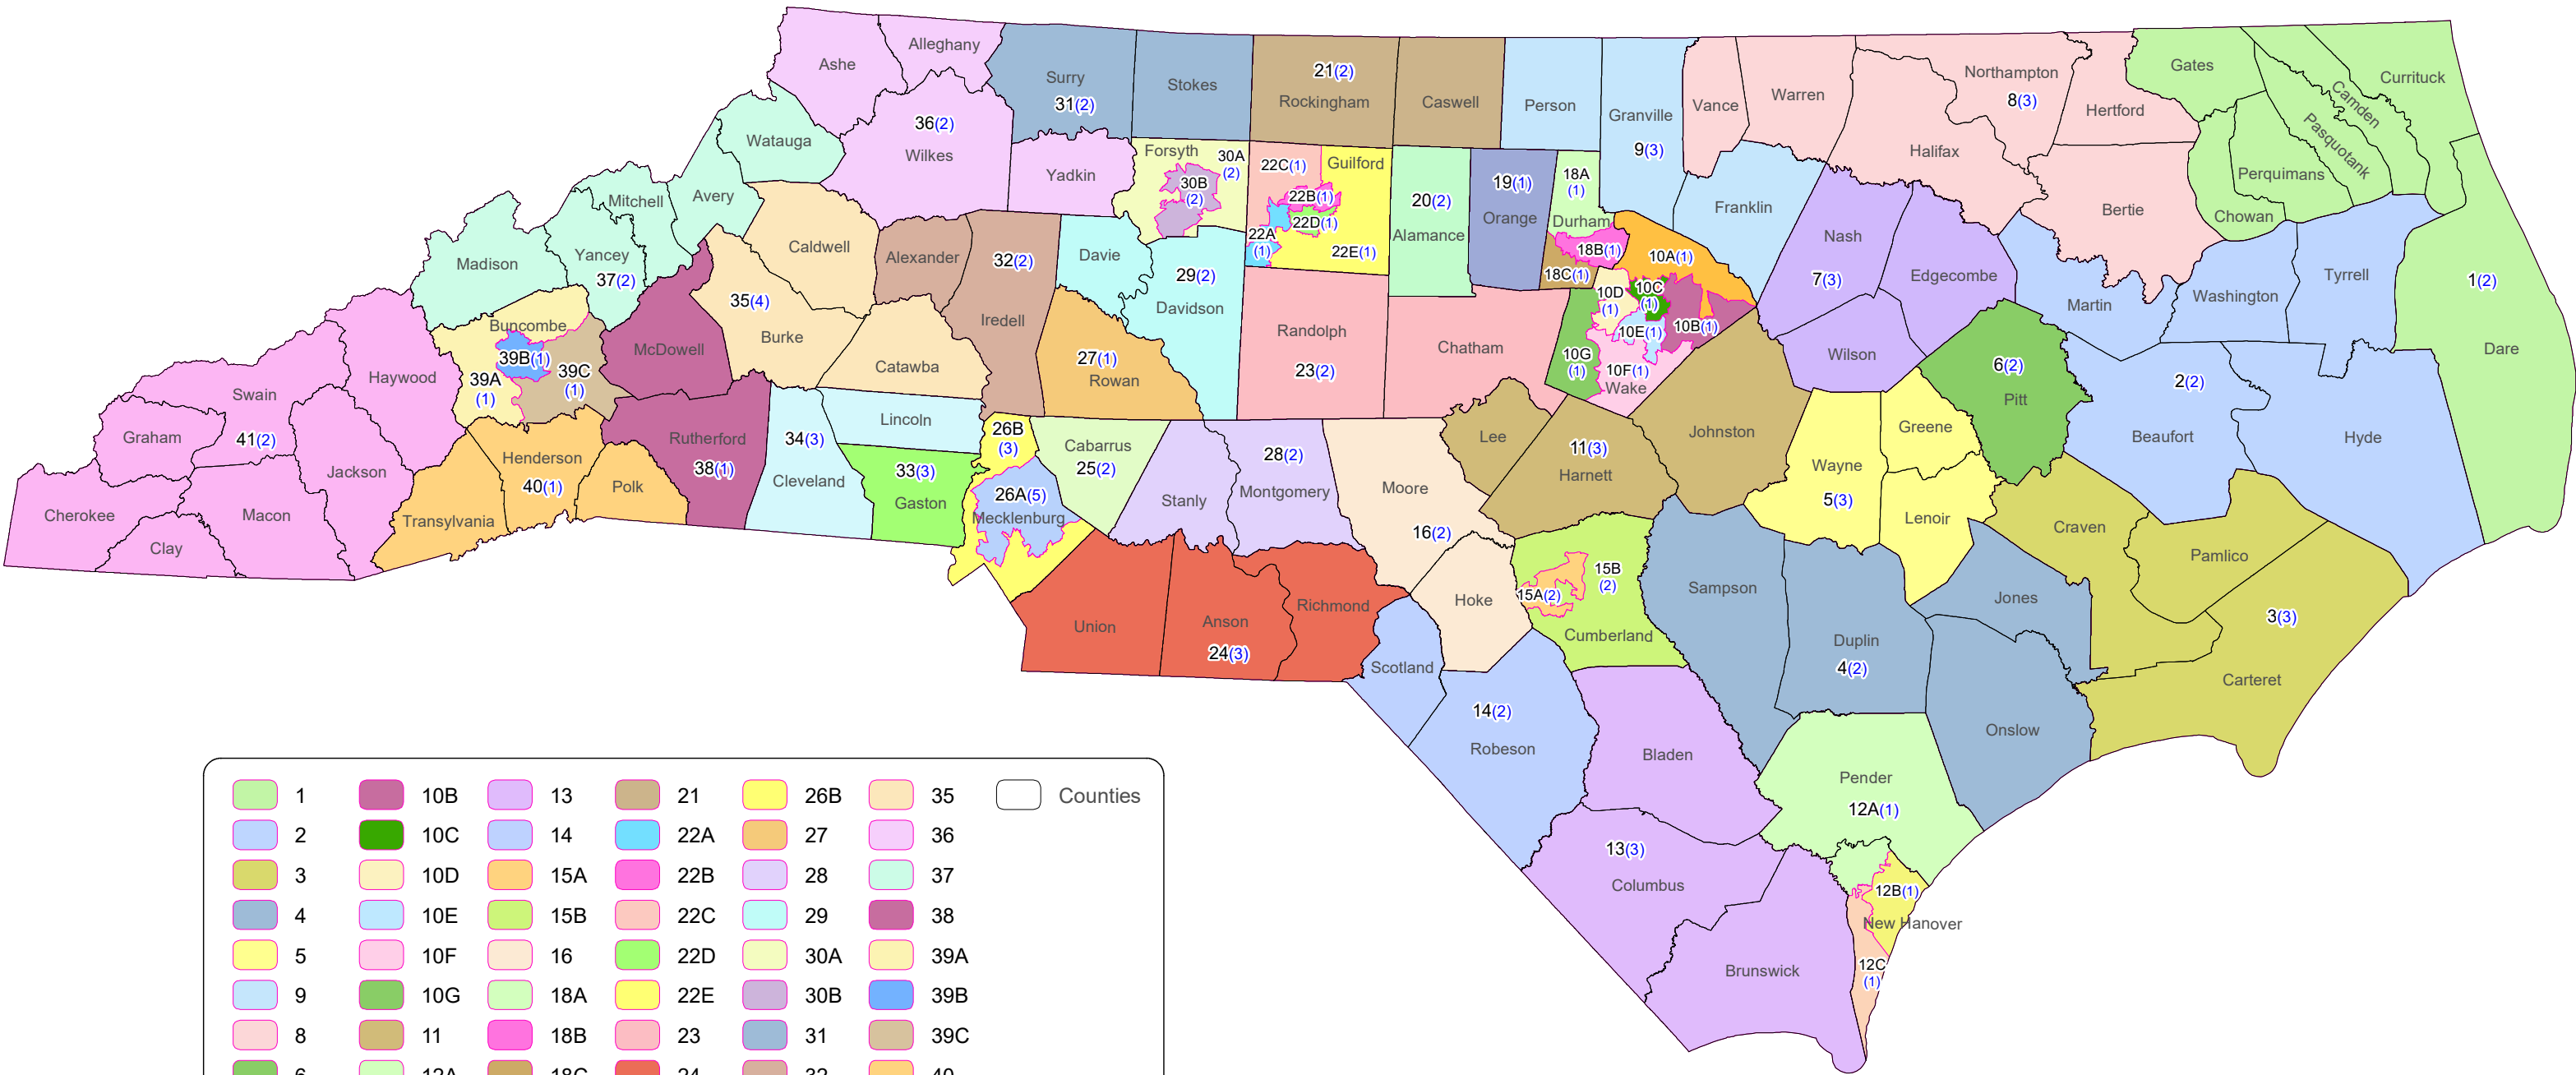 Ashe
Alleghany
Surry
31(2)
Stokes
21(2)
Rockingham
Caswell
Person
Granville
9(3)
Vance
Warren
Northampton
8(3)
Halifax
Hertford
Gates
Currituck
Camden
Pasquotank
Perquimans
Chowan
Bertie
Watauga
36(2)
Wilkes
Yadkin
Forsyth
30A
(2)
30B
(2)
22C(1)
Guilford
22B(1)
22D(1)
22A
(1)
22E(1)
20(2)
Alamance
19(1)
Orange
18A
(1)
Durham
18B(1)
18C(1)
Franklin
Nash
7(3)
Edgecombe
Martin
Washington
Tyrrell
1(2)
Dare
Mitchell
Avery
Yancey
37(2)
Madison
Caldwell
Alexander
32(2)
Iredell
Davie
29(2)
Davidson
Randolph
23(2)
Chatham
10A(1)
10C
(1)
10D
(1)
10E(1)
10B(1)
10G
(1)
10F(1)
Wake
Wilson
6(2)
Pitt
2(2)
Beaufort
Hyde
Buncombe
39B(1)
39A
(1)
39C
(1)
McDowell
35(4)
Burke
Catawba
27(1)
Rowan
Haywood
Swain
Graham
41(2)
Jackson
Cherokee
Macon
Clay
Transylvania
Henderson
40(1)
Polk
Rutherford
38(1)
34(3)
Cleveland
Lincoln
33(3)
Gaston
26B
(3)
26A(5)
Mecklenburg
Cabarrus
25(2)
Stanly
28(2)
Montgomery
Moore
16(2)
Lee
11(3)
Harnett
Johnston
Wayne
5(3)
Greene
Lenoir
Craven
Pamlico
3(3)
Carteret
Jones
Union
Anson
24(3)
Richmond
Scotland
Hoke
15A(2)
15B
(2)
Cumberland
Sampson
Duplin
4(2)
Onslow
14(2)
Robeson
Bladen
Pender
12A(1)
13(3)
Columbus
Brunswick
12B(1)
New Hanover
12C
(1)
1 10B 13 21 26B 35 Counties
2 10C 14 22A 27 36
3 10D 15A 22B 28 37
4 10E 15B 22C 29 38
5 10F 16 22D 30A 39A
9 10G 18A 22E 30B 39B
8 11 18B 23 31 39C
6 12A 18C 24 32 40